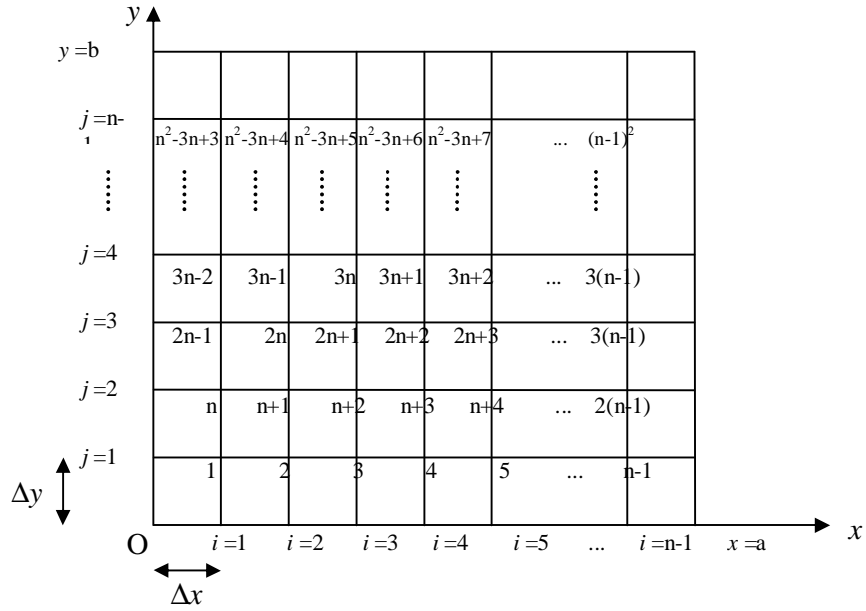 y
y =b
j =n-1
n²-3n+3 n²-3n+4 n²-3n+5 n²-3n+6 n²-3n+7 ... (n-1)²
j =4
3n-2 3n-1 3n 3n+1 3n+2 ... 3(n-1)
j =3
2n-1 2n 2n+1 2n+2 2n+3 ... 3(n-1)
j =2
n n+1 n+2 n+3 n+4 ... 2(n-1)
j =1
1 2 3 4 5 ... n-1
Δy
O i =1 i =2 i =3 i =4 i =5 ... i =n-1 x =a x
Δx